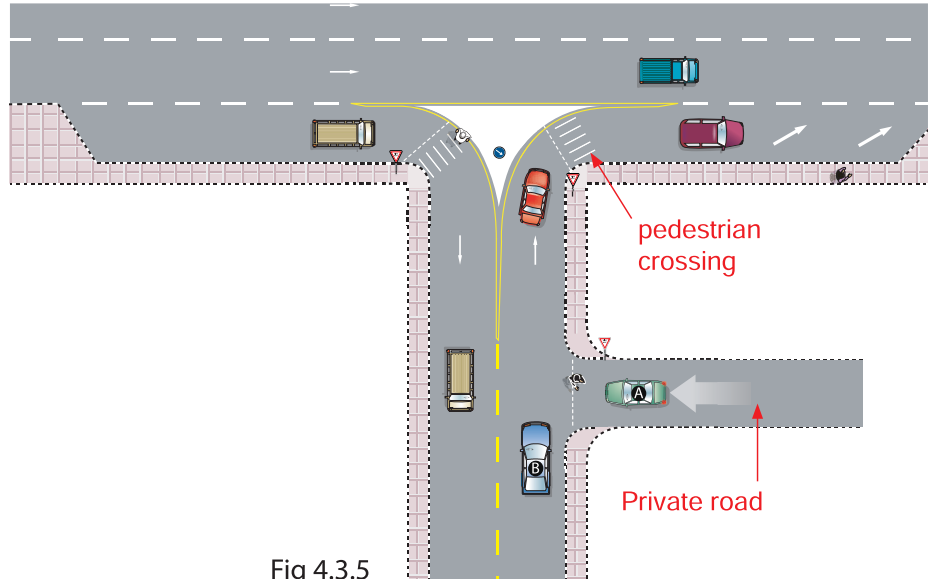 pedestrian
crossing
A
B
Private road
Fig 4.3.5